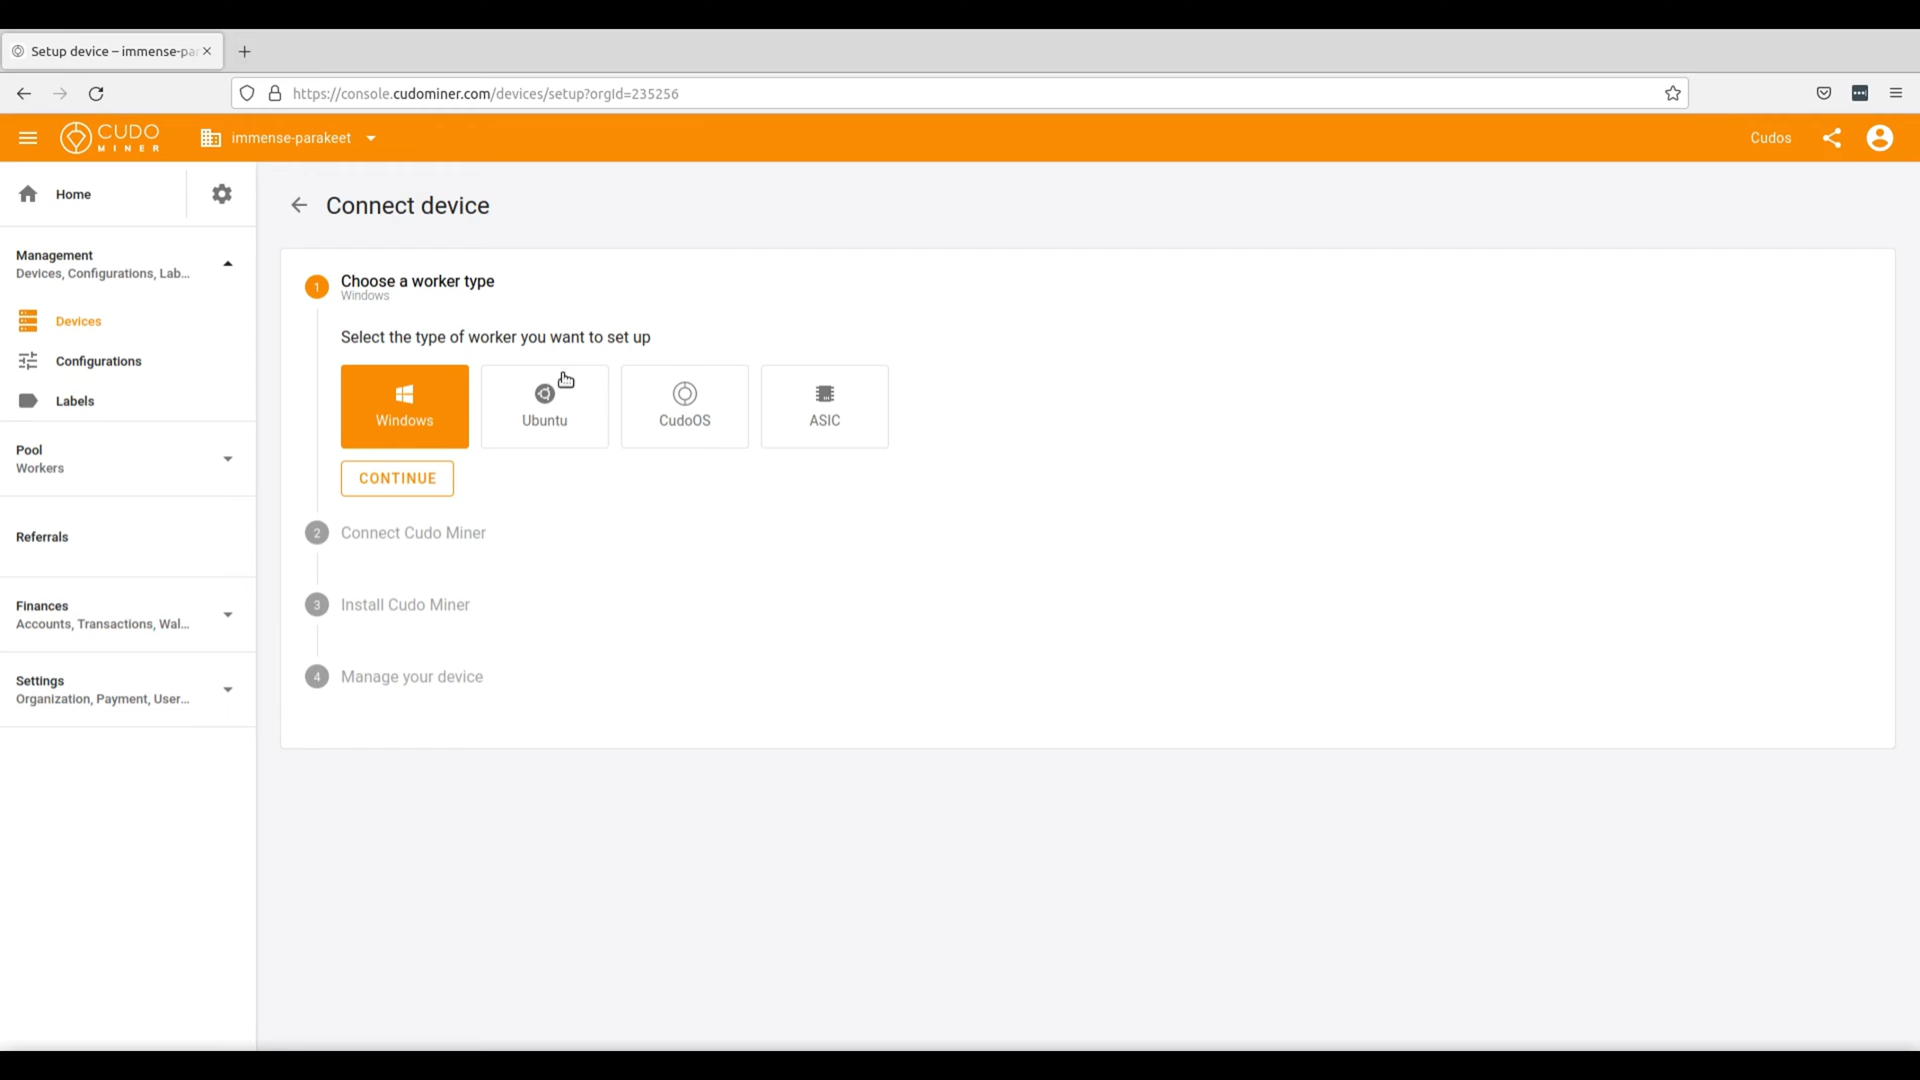 Setup device – immense-pa
https://console.cudominer.com/devices/setup?orgId=235256
CUDO
MINER
immense-parakeet
Cudos
Home
Management
Devices, Configurations, Lab...
Devices
Configurations
Labels
Pool
Workers
Referrals
Finances
Accounts, Transactions, Wal...
Settings
Organization, Payment, User...
Connect device
1 Choose a worker type
Windows
Select the type of worker you want to set up
Windows
Ubuntu
CudoOS
ASIC
CONTINUE
2 Connect Cudo Miner
3 Install Cudo Miner
4 Manage your device